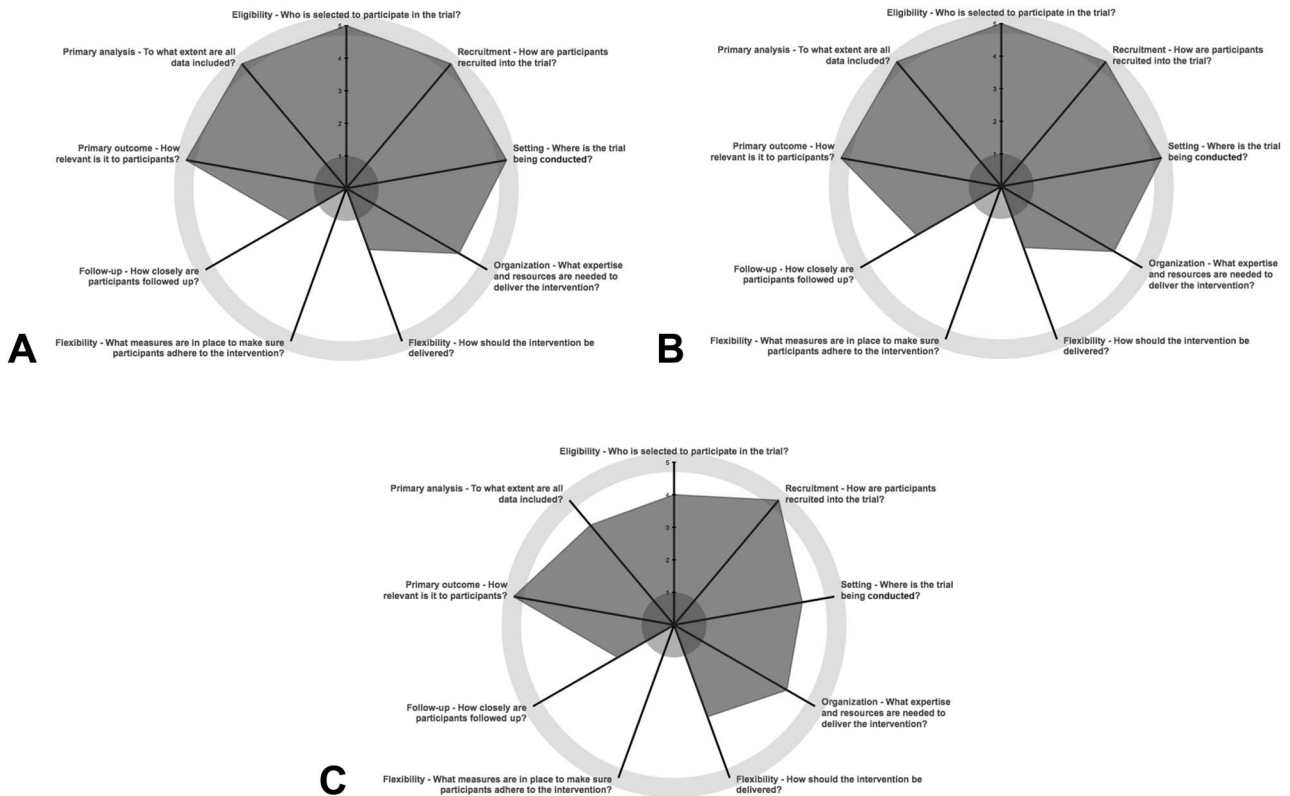 Eligibility - Who is selected to participate in the trial?
5
4
3
2
1
Primary analysis - To what extent are all
data included?
Recruitment - How are participants
recruited into the trial?
Primary outcome - How
relevant is it to participants?
Setting - Where is the trial
being conducted?
Follow-up - How closely are
participants followed up?
Organization - What expertise
and resources are needed to
deliver the intervention?
Flexibility - What measures are in place to make sure
participants adhere to the intervention?
Flexibility - How should the intervention be
delivered?
A
Eligibility - Who is selected to participate in the trial?
5
4
3
2
1
Primary analysis - To what extent are all
data included?
Recruitment - How are participants
recruited into the trial?
Primary outcome - How
relevant is it to participants?
Setting - Where is the trial
being conducted?
Follow-up - How closely are
participants followed up?
Organization - What expertise
and resources are needed to
deliver the intervention?
Flexibility - What measures are in place to make sure
participants adhere to the intervention?
Flexibility - How should the intervention be
delivered?
B
Eligibility - Who is selected to participate in the trial?
5
4
3
2
1
Primary analysis - To what extent are all
data included?
Recruitment - How are participants
recruited into the trial?
Primary outcome - How
relevant is it to participants?
Setting - Where is the trial
being conducted?
Follow-up - How closely are
participants followed up?
Organization - What expertise
and resources are needed to
deliver the intervention?
Flexibility - What measures are in place to make sure
participants adhere to the intervention?
Flexibility - How should the intervention be
delivered?
C